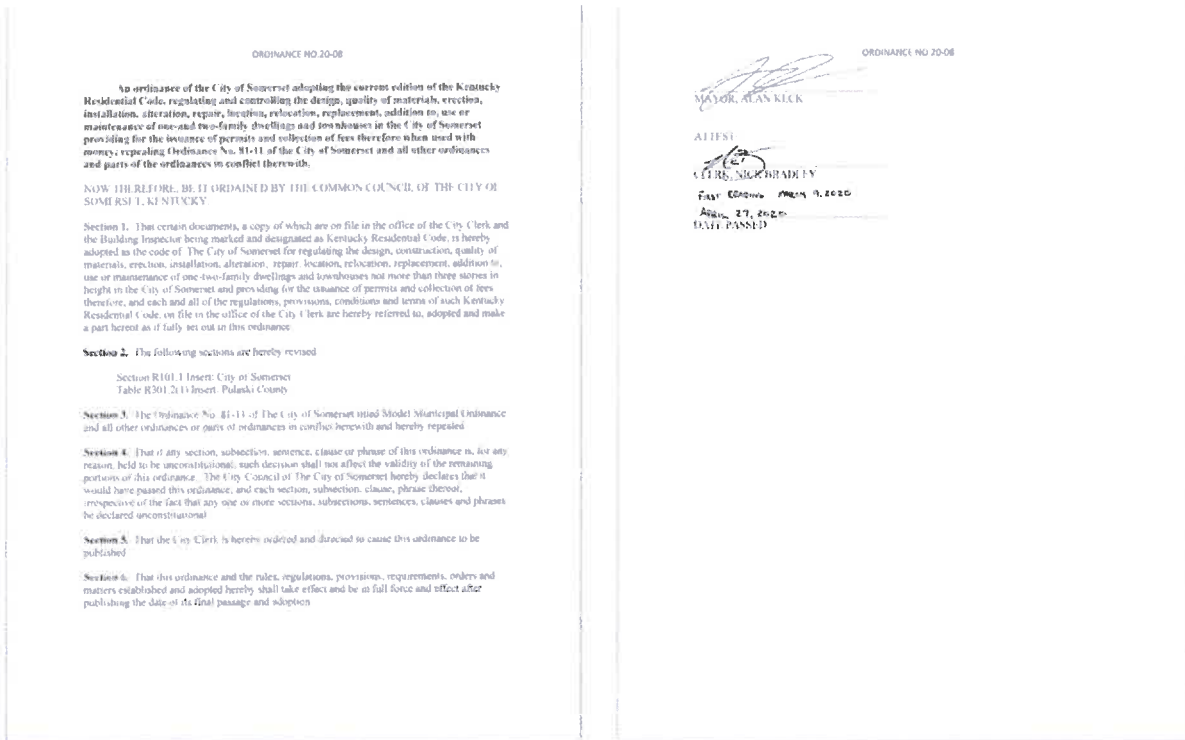 ORDINANCE NO.20-08
An ordinance of the City of Somerset adopting the current edition of the Kentucky
Residential Code, regulating and controlling the design, quality of materials, erection,
installation, alteration, repair, location, relocation, replacement, addition to, use or
maintenance of one-and two-family dwellings and townhouses in the City of Somerset
providing for the issuance of permits and collection of fees therefore when used with
money; repealing Ordinance No. 81-11 of the City of Somerset and all other ordinances
and parts of the ordinances in conflict therewith.
NOW THEREFORE, BE IT ORDAINED BY THE COMMON COUNCIL OF THE CITY OF
SOMERSET, KENTUCKY
Section 1. That certain documents, a copy of which are on file in the office of the City Clerk and
the Building Inspector being marked and designated as Kentucky Residential Code, is hereby
adopted as the code of The City of Somerset for regulating the design, construction, quality of
materials, erection, installation, alteration, repair, location, relocation, replacement, addition to,
use or maintenance of one-two-family dwellings and townhouses not more than three stories in
height in the City of Somerset and providing for the issuance of permits and collection of fees
therefore, and each and all of the regulations, provisions, conditions and terms of such Kentucky
Residential Code, on file in the office of the City Clerk are hereby referred to, adopted and make
a part hereof as if fully set out in this ordinance
Section 2. The following sections are hereby revised
Section R101.1 Insert: City of Somerset
Table R301.2(1) Insert: Pulaski County
Section 3. The Ordinance No. 81-11 of The City of Somerset titled Model Municipal Ordinance
and all other ordinances or parts of ordinances in conflict herewith and hereby repealed
Section 4. That if any section, subsection, sentence, clause or phrase of this ordinance is, for any
reason, held to be unconstitutional, such decision shall not affect the validity of the remaining
portions of this ordinance. The City Council of The City of Somerset hereby declares that it
would have passed this ordinance, and each section, subsection, clause, phrase thereof,
irrespective of the fact that any one or more sections, subsections, sentences, clauses and phrases
be declared unconstitutional
Section 5. That the City Clerk is hereby ordered and directed to cause this ordinance to be
published
Section 6. That this ordinance and the rules, regulations, provisions, requirements, orders and
matters established and adopted hereby shall take effect and be in full force and effect after
publishing the date of its final passage and adoption
ORDINANCE NO 20-08
MAYOR, ALAN KECK
ATTEST
CLERK, NICK BRADLEY
FIRST READING MARCH 9, 2020
APRIL 27, 2020
DATE PASSED